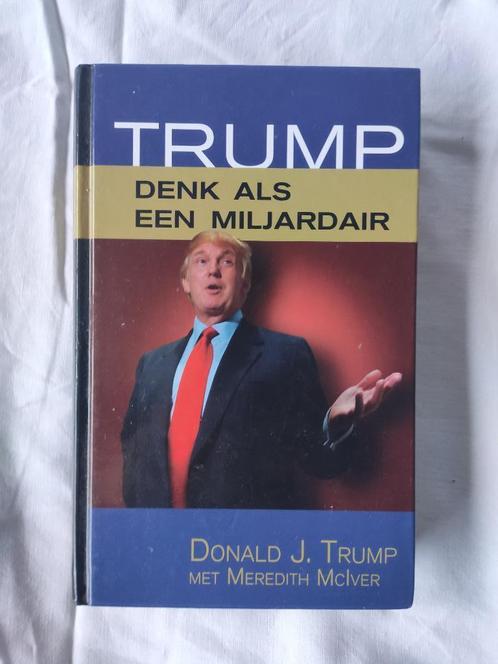 TRUMP
DENK ALS
EEN MILJARDAIR
DONALD J. TRUMP
MET MEREDITH MCIVER